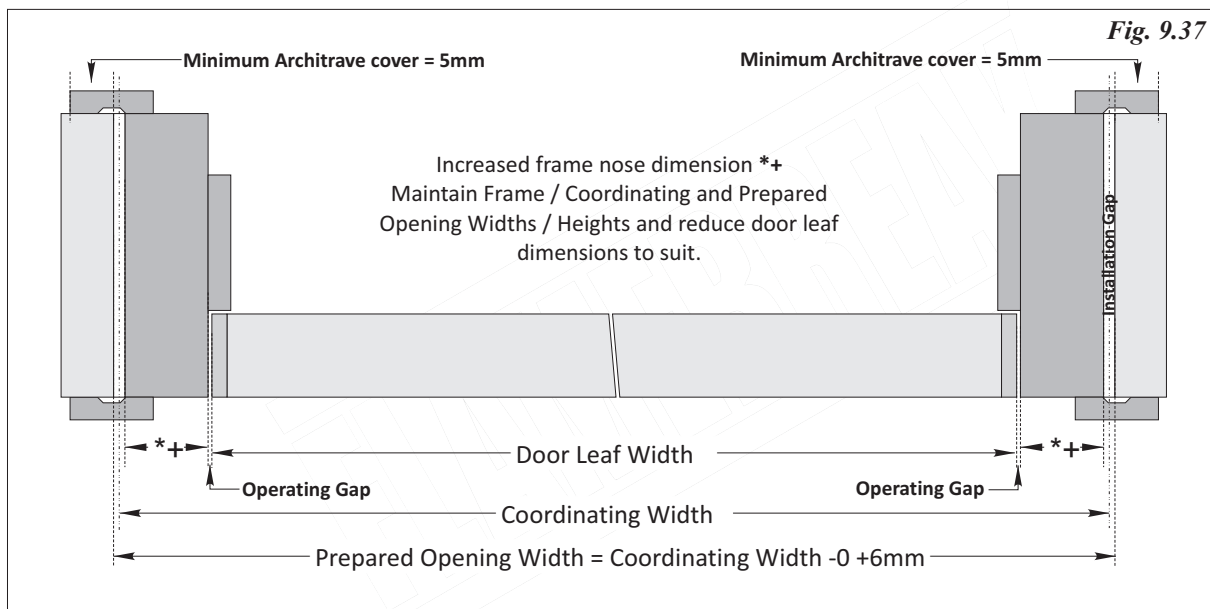 Fig. 9.37
Minimum Architrave cover = 5mm
Minimum Architrave cover = 5mm
Increased frame nose dimension *+
Maintain Frame / Coordinating and Prepared
Opening Widths / Heights and reduce door leaf
dimensions to suit.
Installation Gap
*+
Door Leaf Width
*+
Operating Gap
Operating Gap
Coordinating Width
Prepared Opening Width = Coordinating Width -0 +6mm
FLAMEBREAK